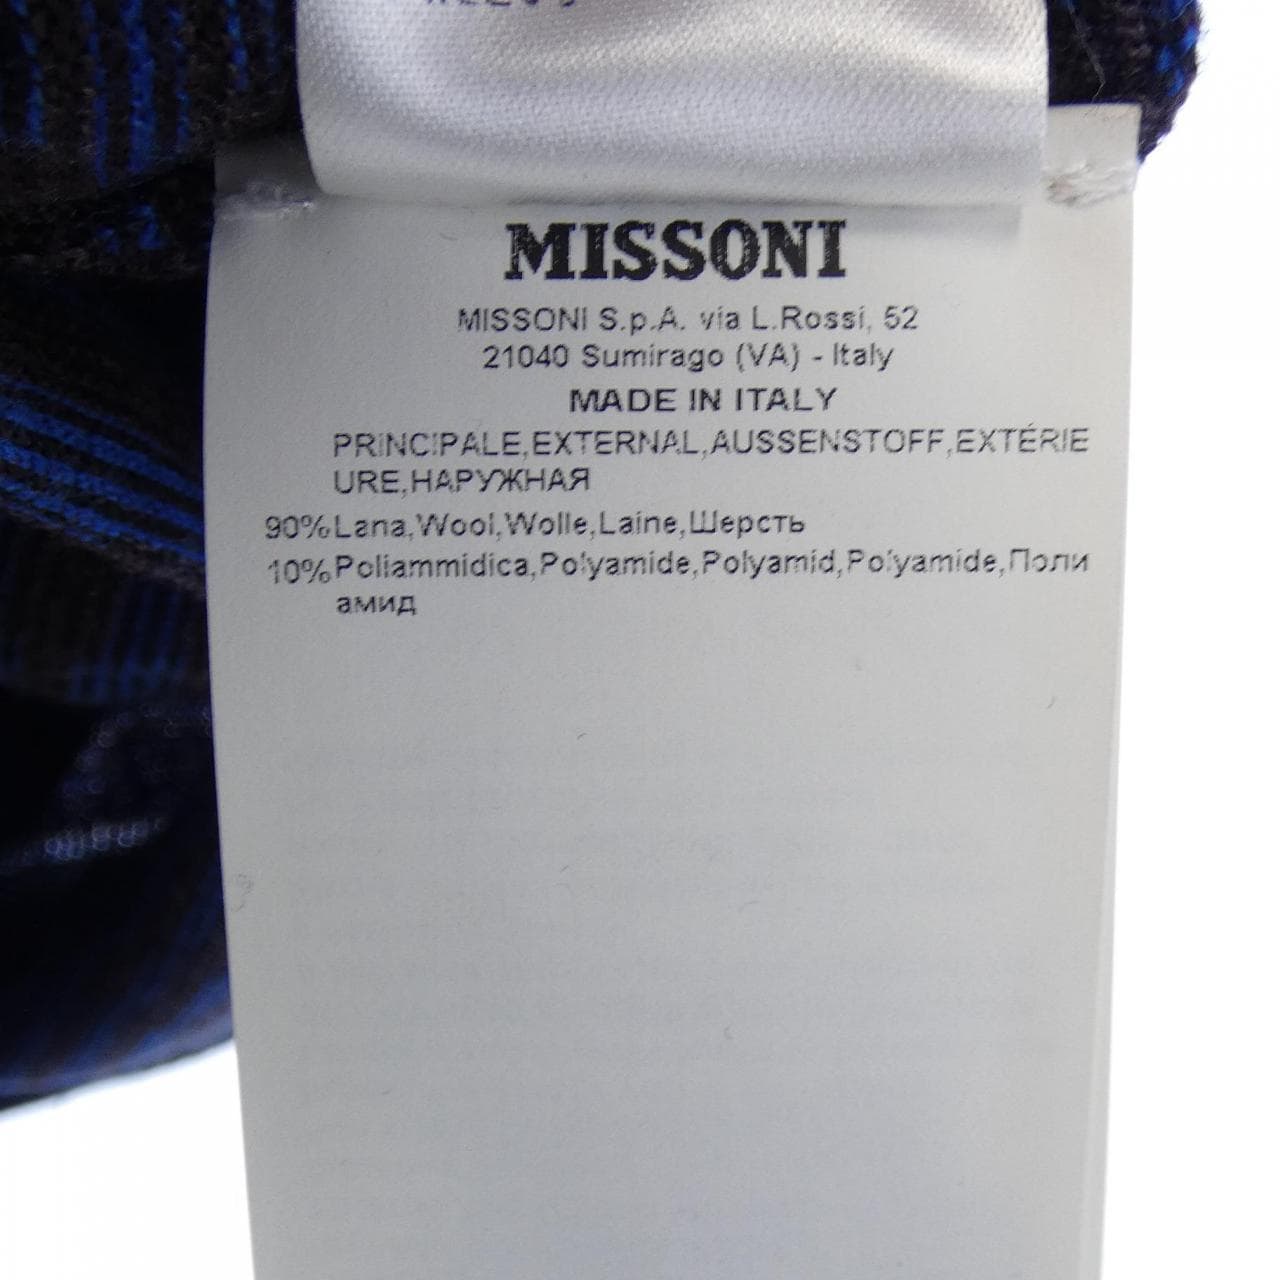 MISSONI
MISSONI S.p.A. via L.Rossi, 52
21040 Sumirago (VA) - Italy
MADE IN ITALY
PRINCIPALE,EXTERNAL,AUSSENSTOFF,EXTÉRIE
URE,НАРУЖНАЯ
90%Lana,Wool,Wolle,Laine,Шерсть
10%Poliammidica,Polyamide,Polyamid,Polyamide,Поли
амид